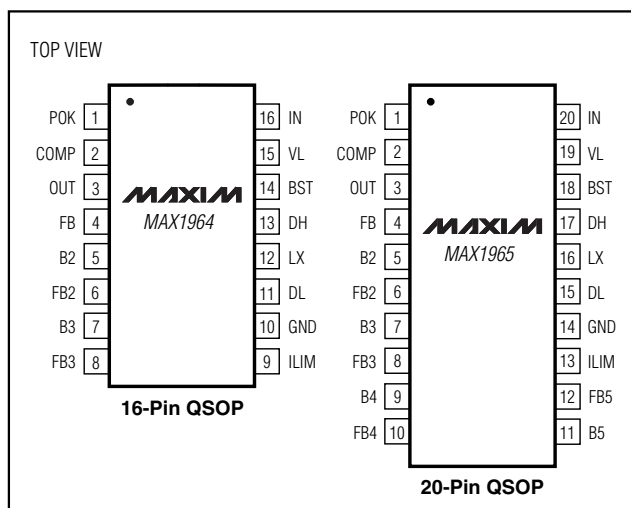 TOP VIEW
POK 1
COMP 2
OUT 3
FB 4
B2 5
FB2 6
B3 7
FB3 8
16 IN
15 VL
14 BST
13 DH
12 LX
11 DL
10 GND
9 ILIM
MAXIM
MAX1964
16-Pin QSOP
POK 1
COMP 2
OUT 3
FB 4
B2 5
FB2 6
B3 7
FB3 8
B4 9
FB4 10
20 IN
19 VL
18 BST
17 DH
16 LX
15 DL
14 GND
13 ILIM
12 FB5
11 B5
MAXIM
MAX1965
20-Pin QSOP